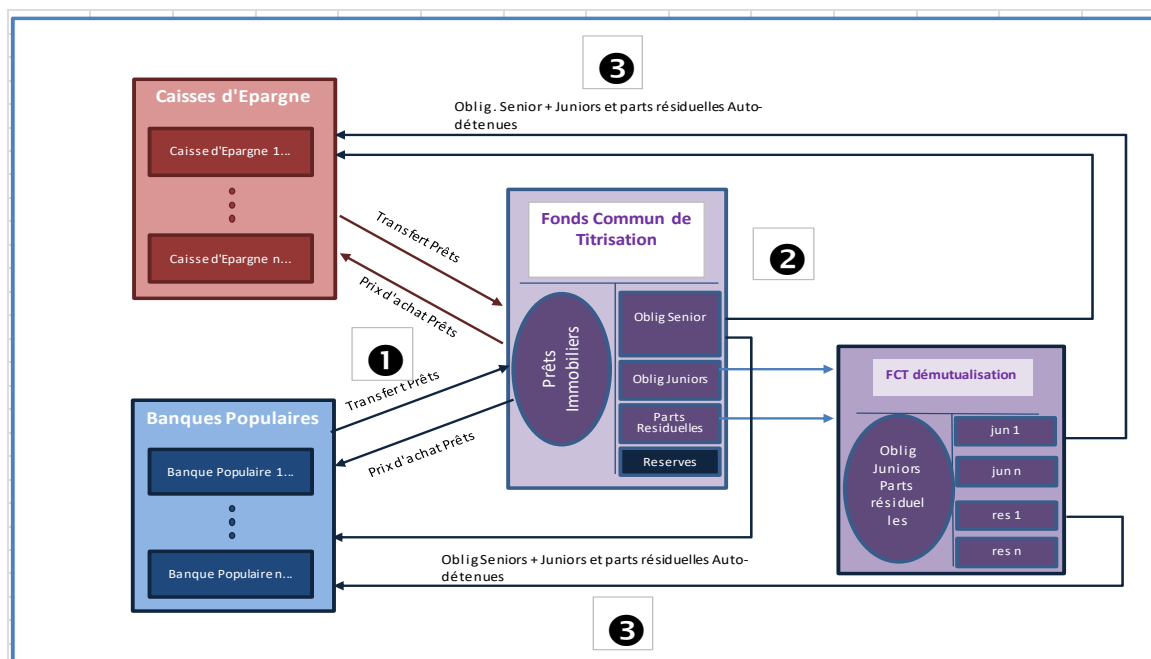 ❸
Caisses d'Epargne
Oblig. Senior + Juniors et parts résiduelles Auto-
détenues
Caisse d'Epargne 1...
Caisse d'Epargne n...
Transfert Prêts
Prix d'achat Prêts
Fonds Commun de
Titrisation
❷
Prêts
Immobiliers
Oblig Senior
Oblig Juniors
Parts
Residuelles
Reserves
❶
Transfert Prêts
Prix d'achat Prêts
Banques Populaires
Banque Populaire 1...
Banque Populaire n...
FCT démutualisation
Oblig
Juniors
Parts
résiduel
les
jun 1
jun n
res 1
res n
Oblig Seniors + Juniors et parts résiduelles Auto-
détenues
❸